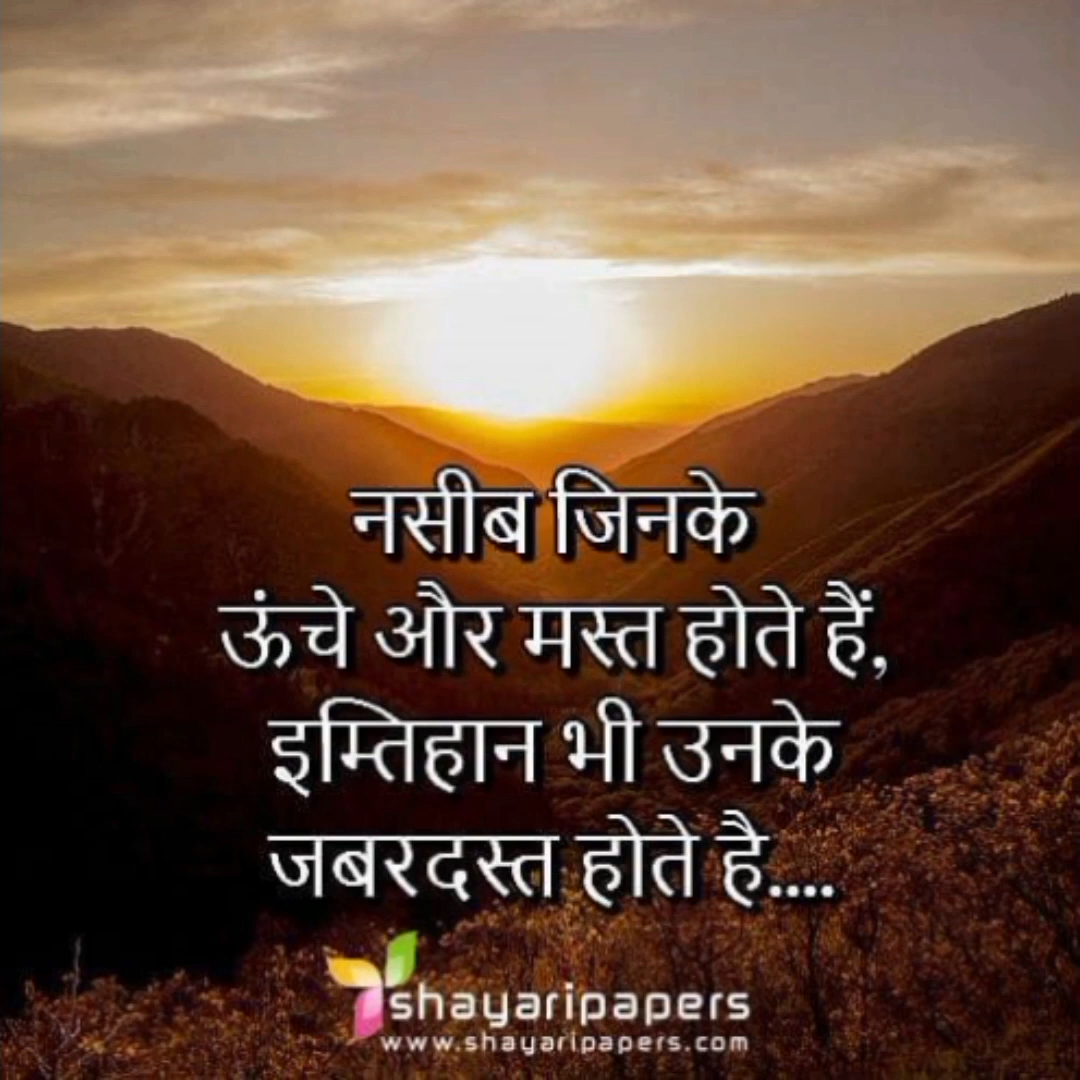 नसीब जिनके
ऊंचे और मस्त होते हैं,
इम्तिहान भी उनके
जबरदस्त होते है....
shayaripapers
www.shayaripapers.com